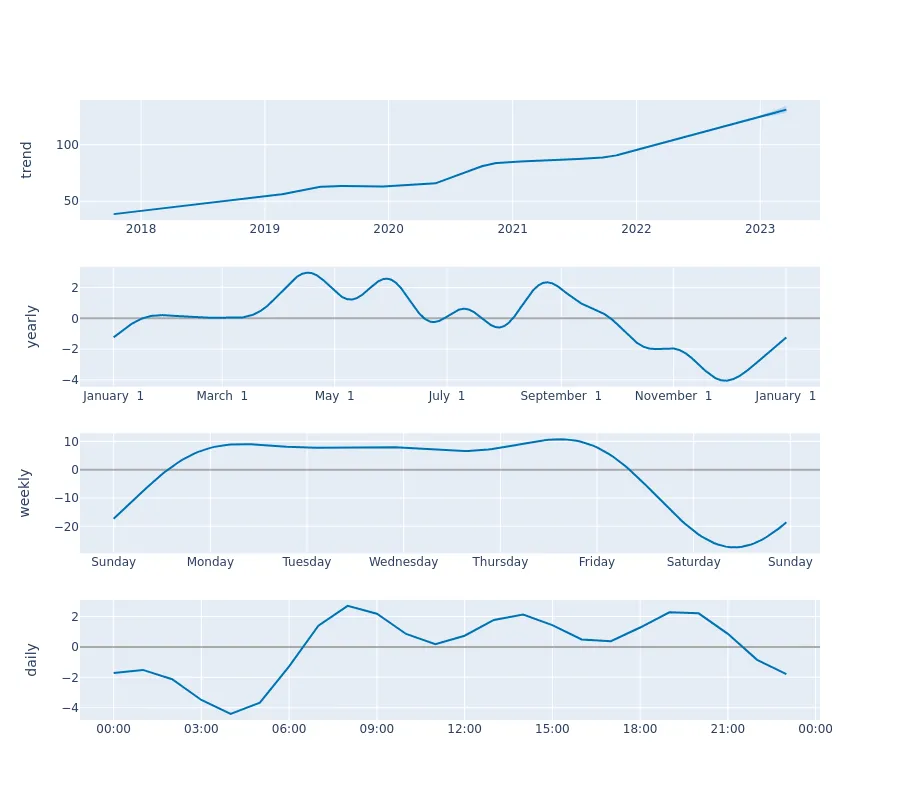 trend
100
50
2018 2019 2020 2021 2022 2023
yearly
2
0
−2
−4
January 1 March 1 May 1 July 1 September 1 November 1 January 1
weekly
10
0
−10
−20
Sunday Monday Tuesday Wednesday Thursday Friday Saturday Sunday
daily
2
0
−2
−4
00:00 03:00 06:00 09:00 12:00 15:00 18:00 21:00 00:00